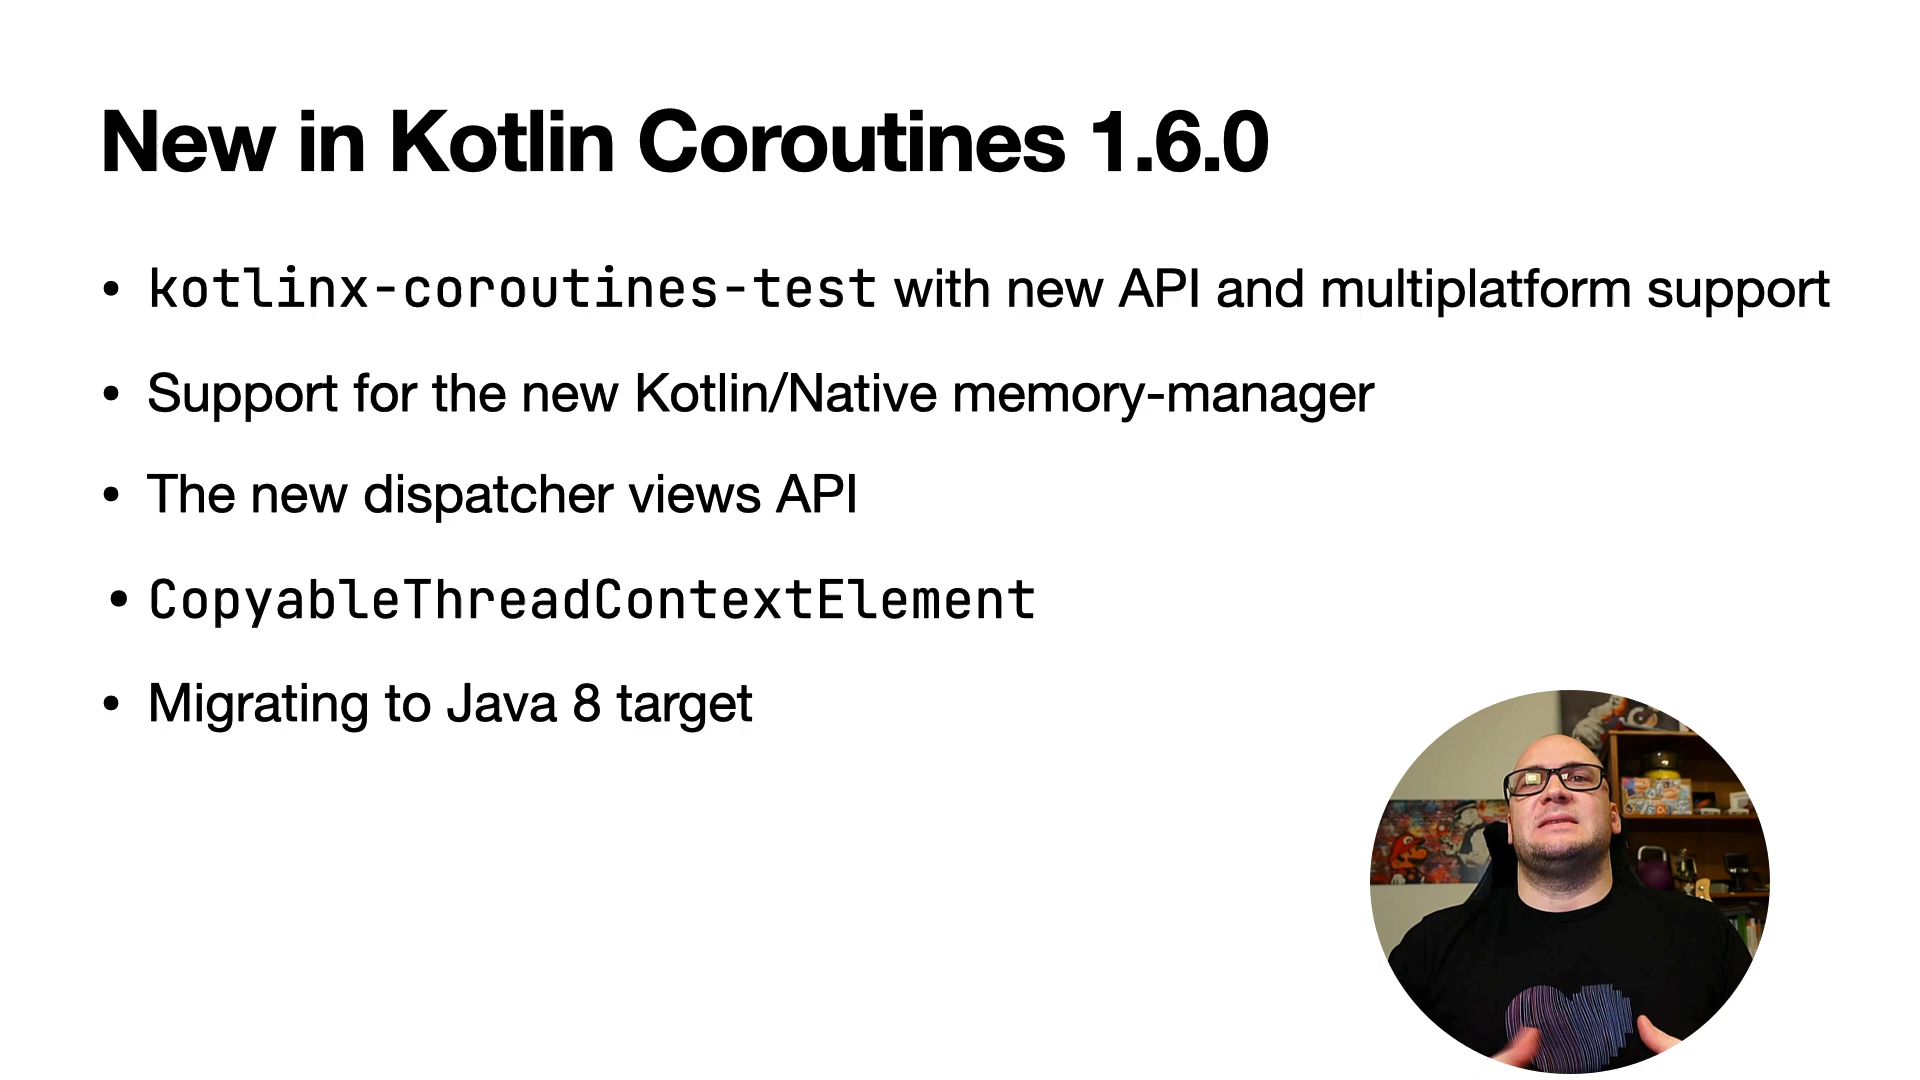 New in Kotlin Coroutines 1.6.0
• kotlinx-coroutines-test with new API and multiplatform support
• Support for the new Kotlin/Native memory-manager
• The new dispatcher views API
• CopyableThreadContextElement
• Migrating to Java 8 target